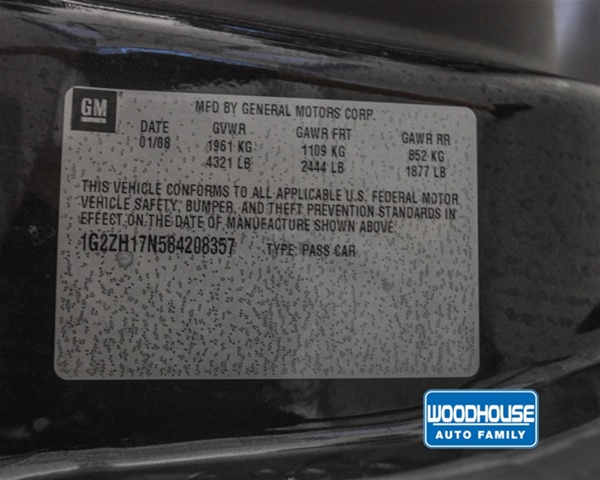 GM
MFD BY GENERAL MOTORS CORP.
DATE GVWR GAWR FRT GAWR RR
01/08 1961 KG 1109 KG 852 KG
4321 LB 2444 LB 1877 LB
THIS VEHICLE CONFORMS TO ALL APPLICABLE U.S. FEDERAL MOTOR
VEHICLE SAFETY, BUMPER, AND THEFT PREVENTION STANDARDS IN
EFFECT ON THE DATE OF MANUFACTURE SHOWN ABOVE.
1G2ZH17N584208357 TYPE: PASS CAR
WOODHOUSE
AUTO FAMILY